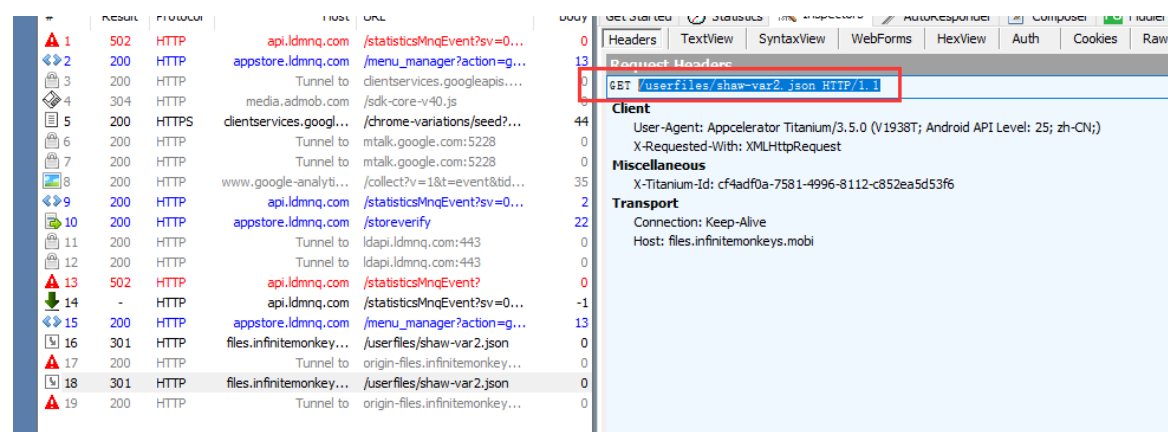 # Result Protocol Host URL Body
1 502 HTTP api.ldmnq.com /statisticsMnqEvent?sv=0... 0
2 200 HTTP appstore.ldmnq.com /menu_manager?action=g... 13
3 200 HTTP Tunnel to clientservices.googleapis.... 0
4 304 HTTP media.admob.com /sdk-core-v40.js 0
5 200 HTTPS clientservices.googl... /chrome-variations/seed?... 44
6 200 HTTP Tunnel to mtalk.google.com:5228 0
7 200 HTTP Tunnel to mtalk.google.com:5228 0
8 200 HTTP www.google-analyti... /collect?v=1&t=event&tid... 35
9 200 HTTP api.ldmnq.com /statisticsMnqEvent?sv=0... 2
10 200 HTTP appstore.ldmnq.com /storeverify 22
11 200 HTTP Tunnel to ldapi.ldmnq.com:443 0
12 200 HTTP Tunnel to ldapi.ldmnq.com:443 0
13 502 HTTP api.ldmnq.com /statisticsMnqEvent? 0
14 - HTTP api.ldmnq.com /statisticsMnqEvent?sv=0... -1
15 200 HTTP appstore.ldmnq.com /menu_manager?action=g... 13
16 301 HTTP files.infinitemonkey... /userfiles/shaw-var2.json 0
17 200 HTTP Tunnel to origin-files.infinitemonkey... 0
18 301 HTTP files.infinitemonkey... /userfiles/shaw-var2.json 0
19 200 HTTP Tunnel to origin-files.infinitemonkey... 0
Get Started Statistics Inspectors AutoResponder Composer Fiddler
Headers TextView SyntaxView WebForms HexView Auth Cookies Raw
Request Headers
GET /userfiles/shaw-var2.json HTTP/1.1
Client
User-Agent: Appcelerator Titanium/3.5.0 (V1938T; Android API Level: 25; zh-CN;)
X-Requested-With: XMLHttpRequest
Miscellaneous
X-Titanium-Id: cf4adf0a-7581-4996-8112-c852ea5d53f6
Transport
Connection: Keep-Alive
Host: files.infinitemonkeys.mobi